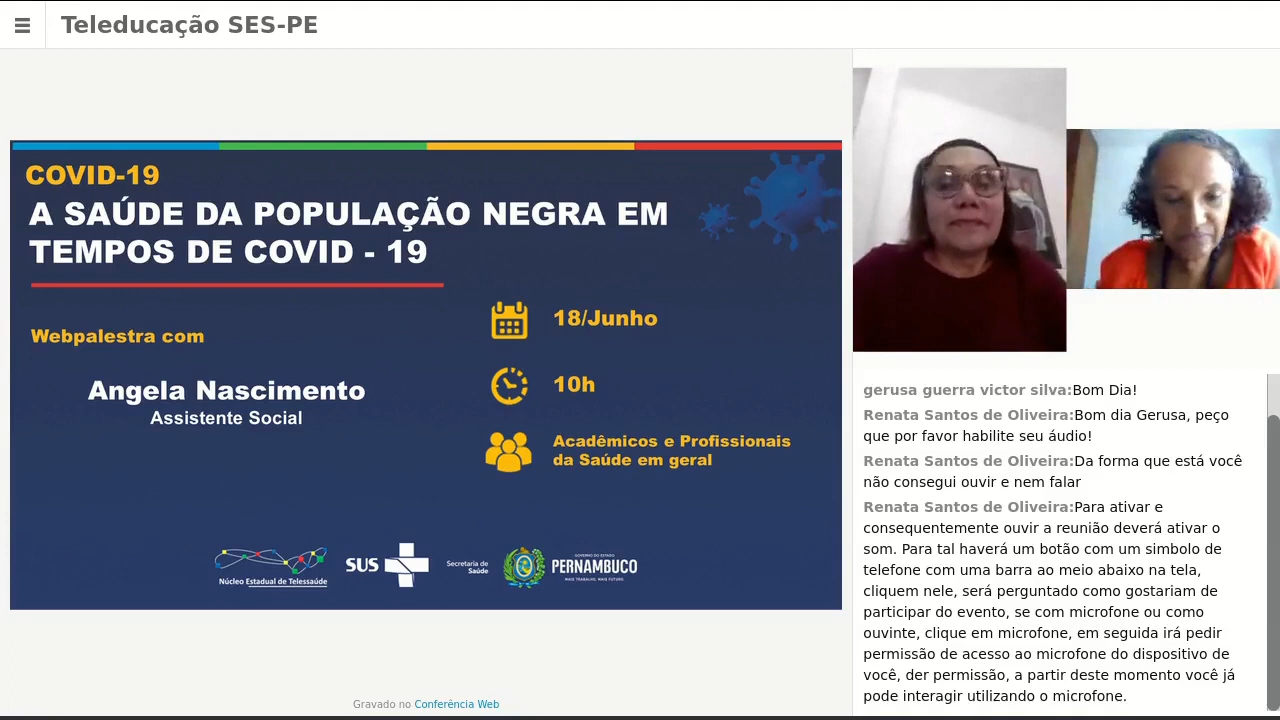 Teleducação SES-PE
COVID-19
A SAÚDE DA POPULAÇÃO NEGRA EM
TEMPOS DE COVID - 19
Webpalestra com
Angela Nascimento
Assistente Social
18/Junho
10h
Acadêmicos e Profissionais
da Saúde em geral
Núcleo Estadual de Telessaúde
SUS
Secretaria de
Saúde
GOVERNO DO ESTADO
PERNAMBUCO
MAIS TRABALHO, MAIS FUTURO
Gravado no Conferência Web
gerusa guerra victor silva:Bom Dia!
Renata Santos de Oliveira:Bom dia Gerusa, peço
que por favor habilite seu áudio!
Renata Santos de Oliveira:Da forma que está você
não consegui ouvir e nem falar
Renata Santos de Oliveira:Para ativar e
consequentemente ouvir a reunião deverá ativar o
som. Para tal haverá um botão com um simbolo de
telefone com uma barra ao meio abaixo na tela,
cliquem nele, será perguntado como gostariam de
participar do evento, se com microfone ou como
ouvinte, clique em microfone, em seguida irá pedir
permissão de acesso ao microfone do dispositivo de
você, der permissão, a partir deste momento você já
pode interagir utilizando o microfone.